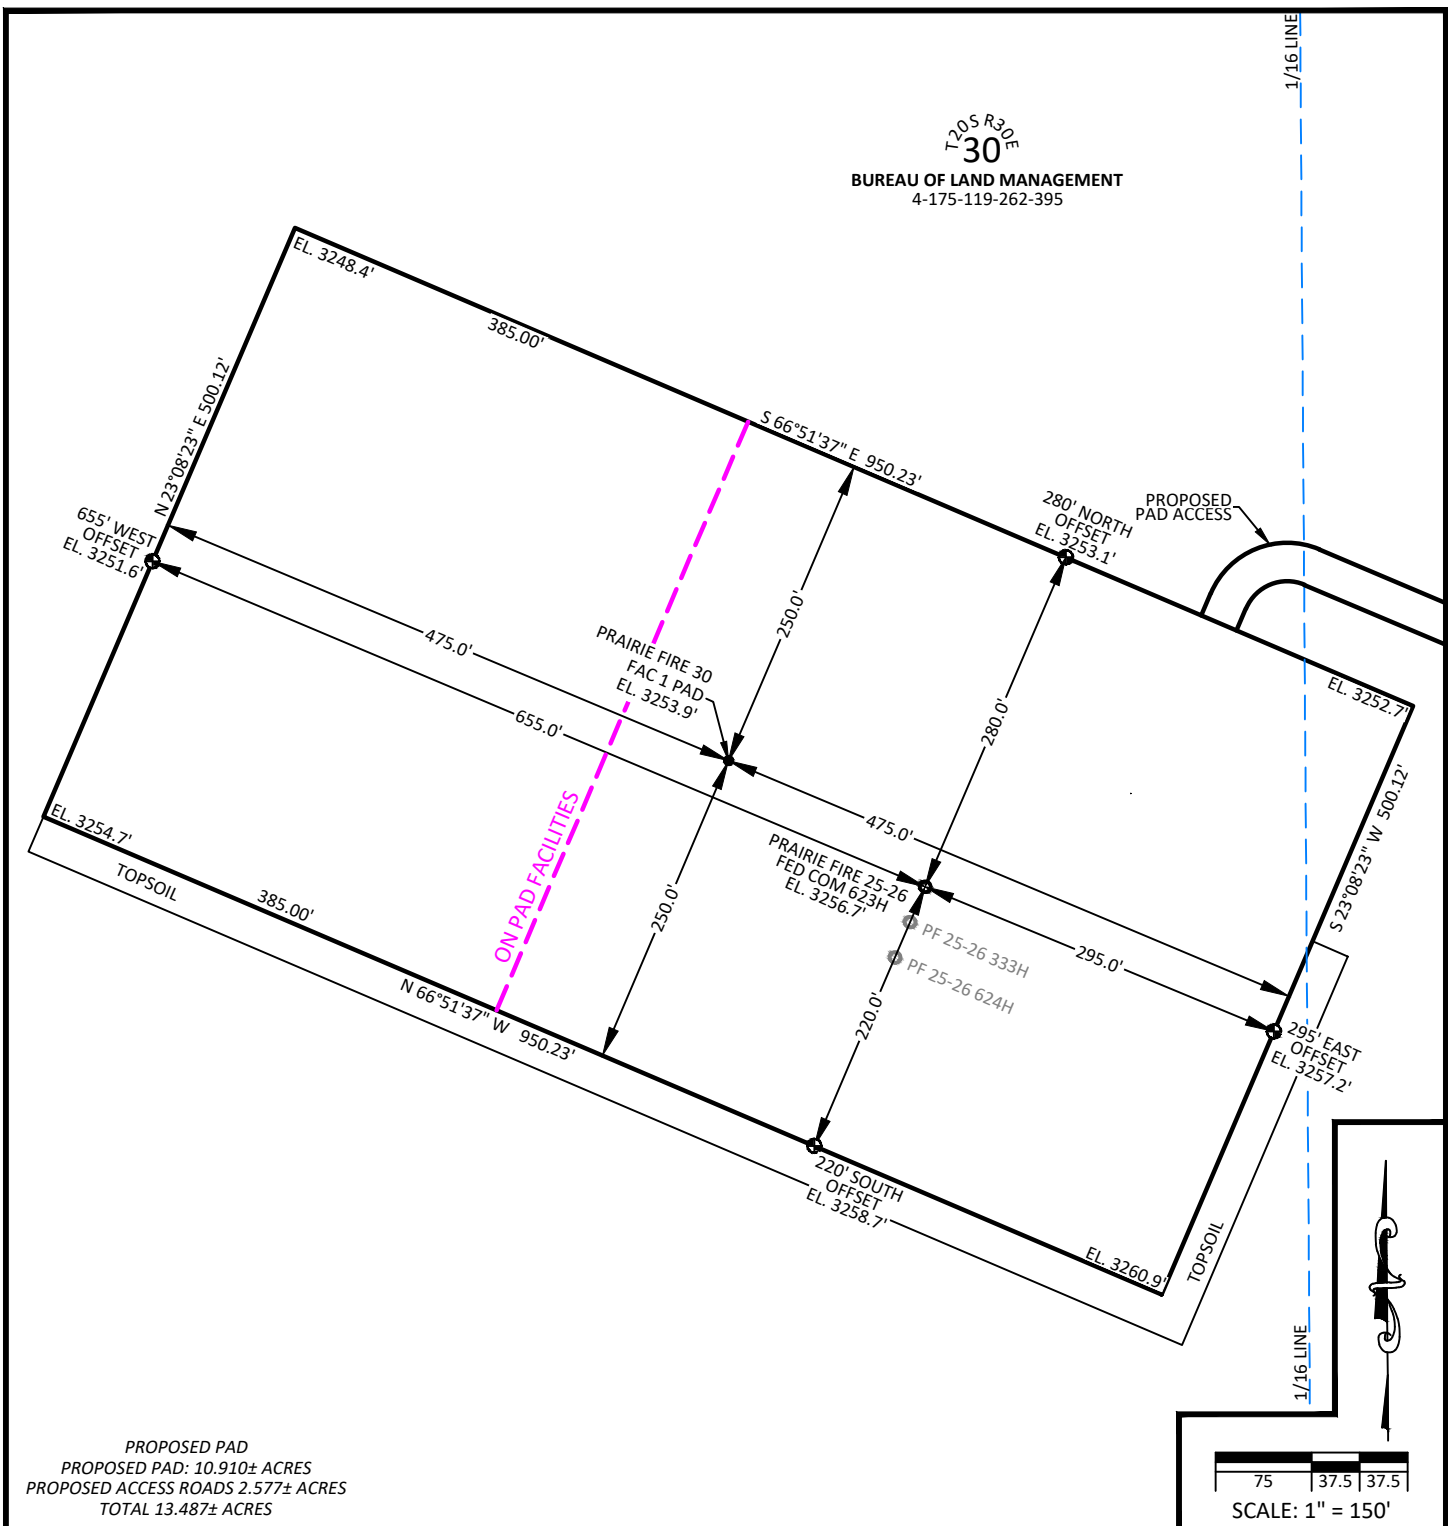 1/16 LINE
T20S R30E
30
BUREAU OF LAND MANAGEMENT
4-175-119-262-395
EL. 3248.4'
385.00'
N 23°08'23" E 500.12'
S 66°51'37" E 950.23'
280' NORTH
OFFSET
EL. 3253.1'
PROPOSED
PAD ACCESS
655' WEST
OFFSET
EL. 3251.6'
250.0'
475.0'
PRAIRIE FIRE 30
FAC 1 PAD
EL. 3253.9'
655.0'
280.0'
EL. 3252.7'
EL. 3254.7'
TOPSOIL
385.00'
ON PAD FACILITIES
250.0'
475.0'
PRAIRIE FIRE 25-26
FED COM 623H
EL. 3256.7'
S 23°08'23" W 500.12'
PF 25-26 333H
PF 25-26 624H
295.0'
220.0'
N 66°51'37" W 950.23'
295' EAST
OFFSET
EL. 3257.2'
220' SOUTH
OFFSET
EL. 3258.7'
EL. 3260.9'
TOPSOIL
1/16 LINE
PROPOSED PAD
PROPOSED PAD: 10.910± ACRES
PROPOSED ACCESS ROADS 2.577± ACRES
TOTAL 13.487± ACRES
75 37.5 37.5
SCALE: 1" = 150'